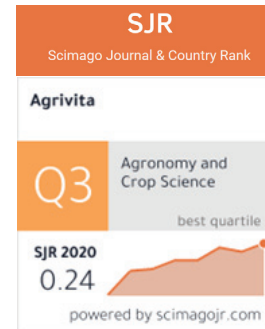 SJR
Scimago Journal & Country Rank
Agrivita
Q3
Agronomy and
Crop Science
best quartile
SJR 2020
0.24
powered by scimagojr.com